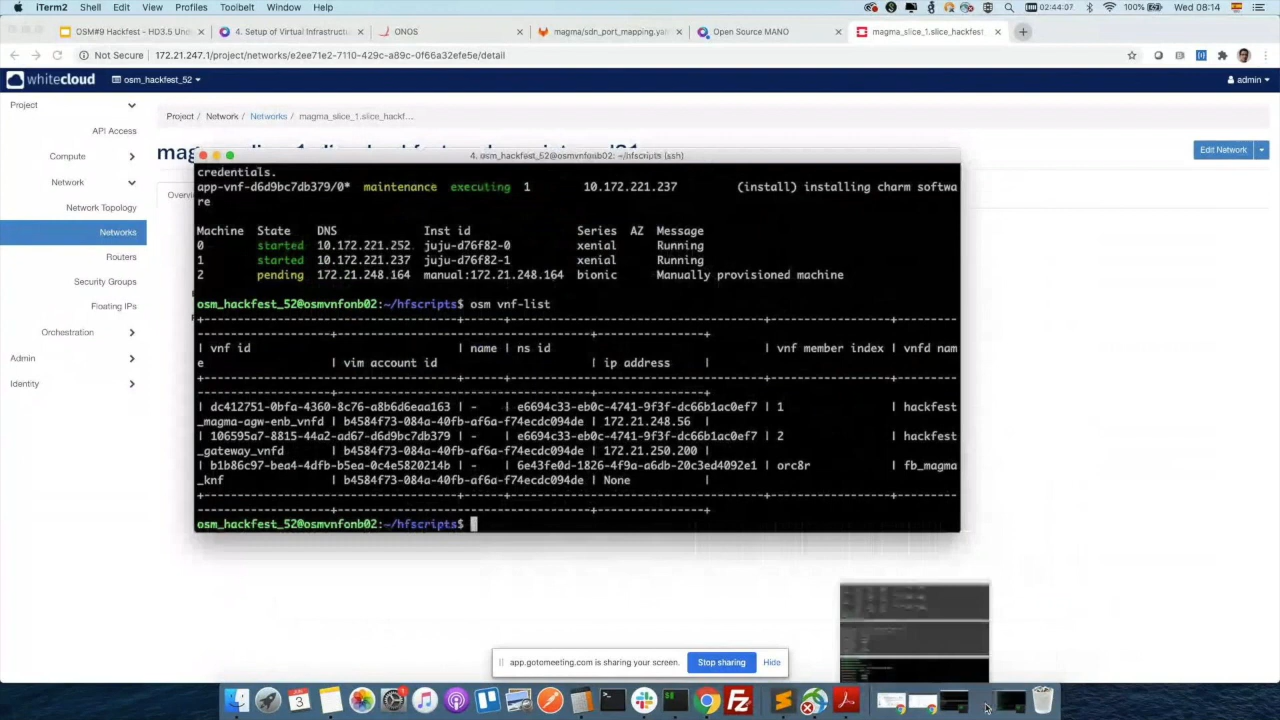 iTerm2 Shell Edit View Profiles Toolbelt Window Help 02:44:07 100% Wed 08:14
OSM#9 Hackfest - HD3.5 Und
4. Setup of Virtual Infrastructu
ONOS
magma/sdn_port_mapping.yam
Open Source MANO
magma_slice_1.slice_hackfest
Not Secure 172.21.247.1/project/networks/e2ee71e2-7110-429c-a89c-0f66a32efe5e/detail
whitecloud osm_hackfest_52 admin
Project
API Access
Compute
Network
Network Topology
Networks
Routers
Security Groups
Floating IPs
Orchestration
Admin
Identity
Project / Network / Networks / magma_slice_1.slice_hackf...
Edit Network
4. osm_hackfest_52@osmvnfonb02: ~/hfscripts (ssh)
credentials.
app-vnf-d6d9bc7db379/0* maintenance executing 1 10.172.221.237 (install) installing charm softwa
re
Machine State DNS Inst id Series AZ Message
0 started 10.172.221.252 juju-d76f82-0 xenial Running
1 started 10.172.221.237 juju-d76f82-1 xenial Running
2 pending 172.21.248.164 manual:172.21.248.164 bionic Manually provisioned machine
osm_hackfest_52@osmvnfonb02:~/hfscripts$ osm vnf-list
| vnf id | name | ns id | vnf member index | vnfd nam
e | vim account id | ip address |
| dc412751-0bfa-4360-8c76-a8b6d6eaa163 | - | e6694c33-eb0c-4741-9f3f-dc66b1ac0ef7 | 1 | hackfest
_magma-agw-enb_vnfd | b4584f73-084a-40fb-af6a-f74ecdc094de | 172.21.248.56 |
| 106595a7-8815-44a2-ad67-d6d9bc7db379 | - | e6694c33-eb0c-4741-9f3f-dc66b1ac0ef7 | 2 | hackfest
_gateway_vnfd | b4584f73-084a-40fb-af6a-f74ecdc094de | 172.21.250.200 |
| b1b86c97-bea4-4dfb-b5ea-0c4e5820214b | - | 6e43fe0d-1826-4f9a-a6db-20c3ed4092e1 | orc8r | fb_magma
_knf | b4584f73-084a-40fb-af6a-f74ecdc094de | None |
osm_hackfest_52@osmvnfonb02:~/hfscripts$
app.gotomeeting.com is sharing your screen. Stop sharing Hide